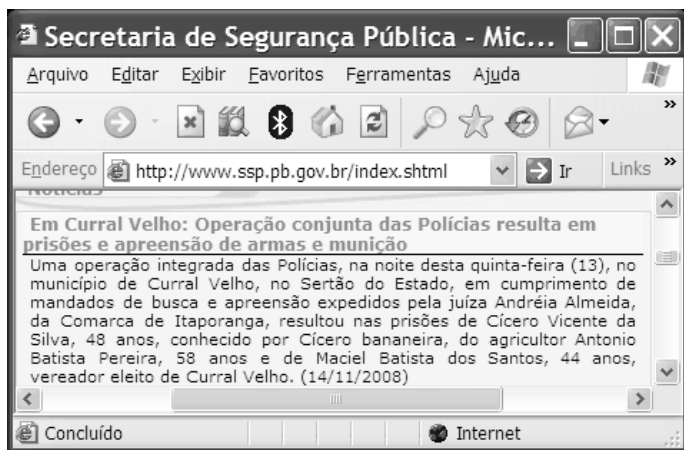 Secretaria de Segurança Pública - Mic...
Arquivo Editar Exibir Favoritos Ferramentas Ajuda
»
Endereço http://www.ssp.pb.gov.br/index.shtml Ir Links »
Notícias
Em Curral Velho: Operação conjunta das Polícias resulta em
prisões e apreensão de armas e munição
Uma operação integrada das Polícias, na noite desta quinta-feira (13), no
município de Curral Velho, no Sertão do Estado, em cumprimento de
mandados de busca e apreensão expedidos pela juíza Andréia Almeida,
da Comarca de Itaporanga, resultou nas prisões de Cícero Vicente da
Silva, 48 anos, conhecido por Cícero bananeira, do agricultor Antonio
Batista Pereira, 58 anos e de Maciel Batista dos Santos, 44 anos,
vereador eleito de Curral Velho. (14/11/2008)
Concluído Internet